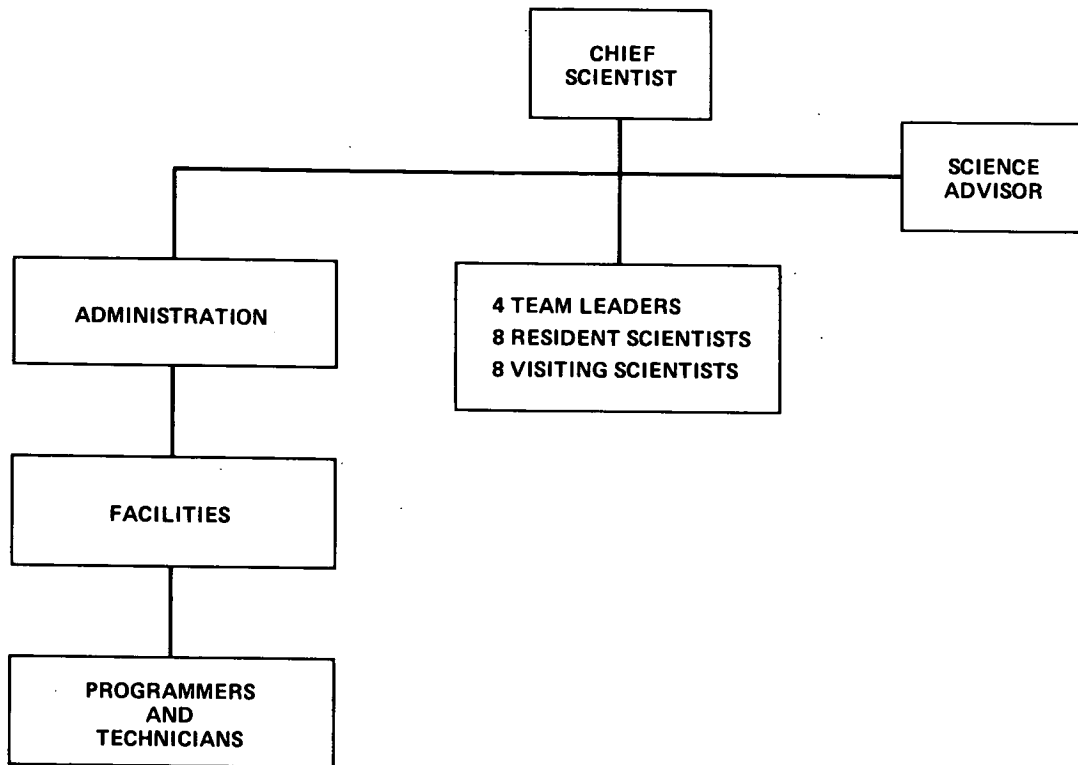 CHIEF
SCIENTIST
SCIENCE
ADVISOR
ADMINISTRATION
4 TEAM LEADERS
8 RESIDENT SCIENTISTS
8 VISITING SCIENTISTS
FACILITIES
PROGRAMMERS
AND
TECHNICIANS